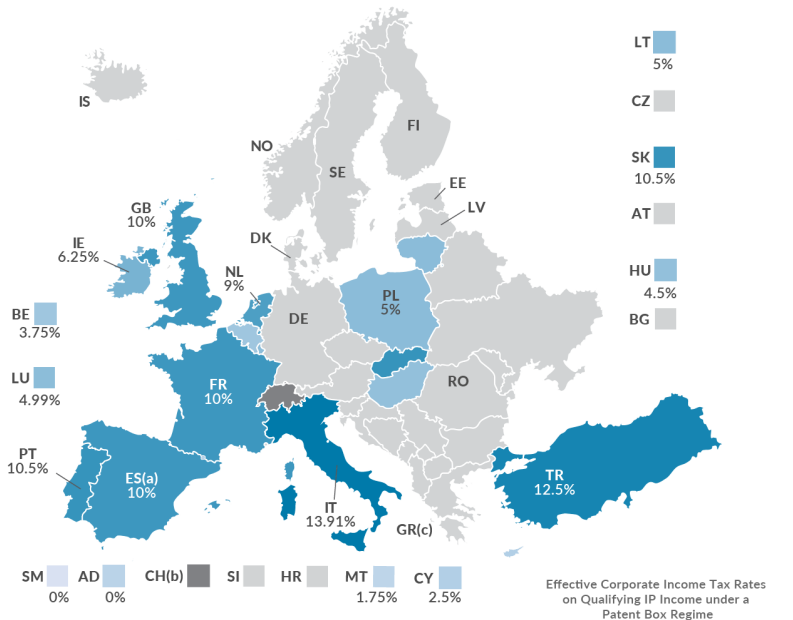 LT
5%
IS
CZ
FI
NO
SK
10.5%
SE
EE
LV
GB
10%
AT
DK
IE
6.25%
NL
9%
HU
4.5%
PL
5%
BE
3.75%
DE
BG
LU
4.99%
FR
10%
RO
PT
10.5%
ES(a)
10%
TR
12.5%
IT
13.91%
GR(c)
SM
0%
AD
0%
CH(b)
SI
HR
MT
1.75%
CY
2.5%
Effective Corporate Income Tax Rates
on Qualifying IP Income under a
Patent Box Regime